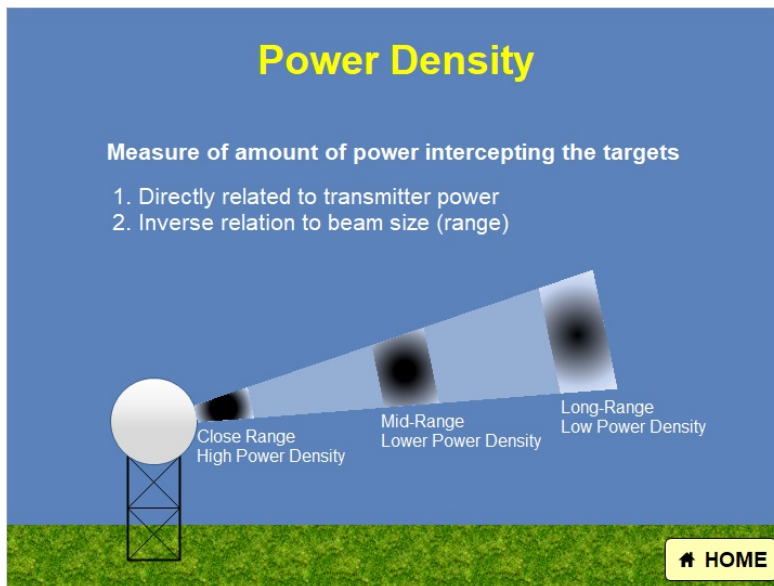 Power Density
Measure of amount of power intercepting the targets
1. Directly related to transmitter power
2. Inverse relation to beam size (range)
Close Range
High Power Density
Mid-Range
Lower Power Density
Long-Range
Low Power Density
HOME